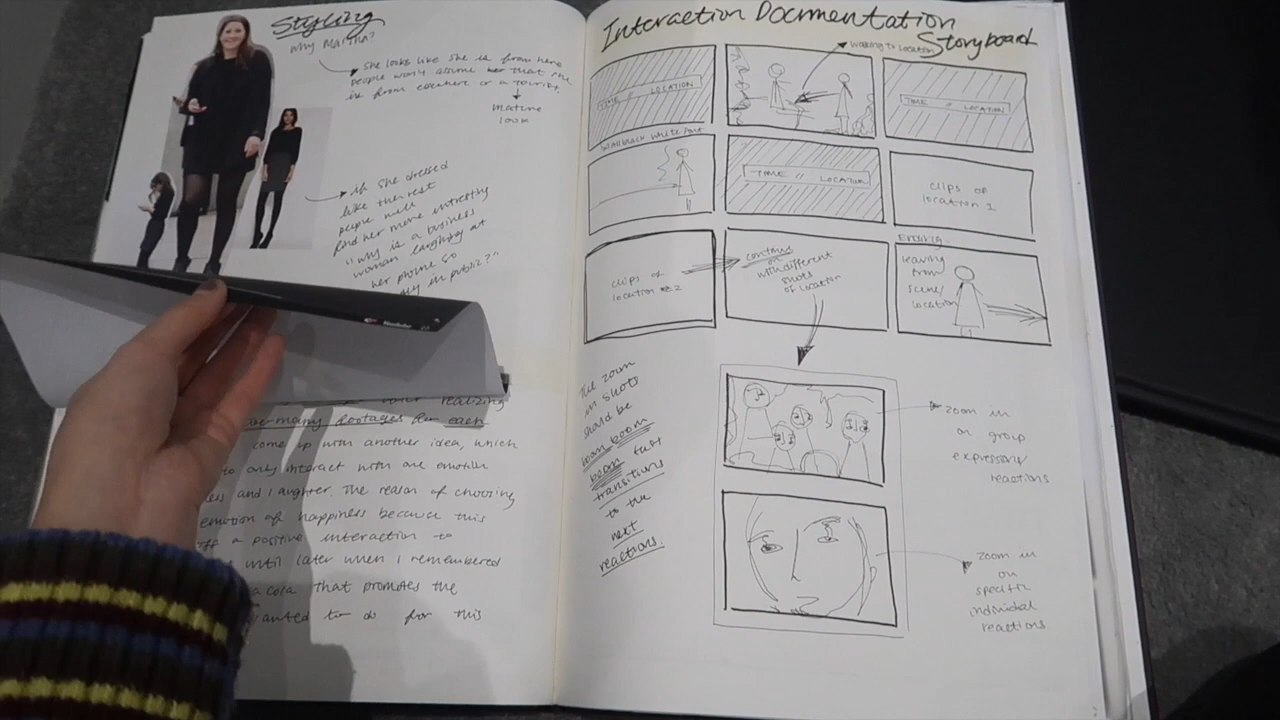 Styling
why Martha?
she looks like she is from here
people won't assume her that she
is from elsewhere or a tourist
mature
look
if she dressed
like the rest
people will
find her more intresting
"why is a business
woman laughing at
her phone so
in public?"
realizing
many footages for each
come up with another idea, which
to only interact with one emotion
and laughter. The reason of choosing
emotion of happiness because this
a positive interaction to
until later when I remembered
a cola that promotes the
wanted to do for this
Interaction Documentation
Storyboard
walking to location
TIME // LOCATION
TIME // LOCATION
TIME // LOCATION
clips of
location 1
clips of
location 2
continue
with different
shots
of location
Ending:
leaving
from
scene/
location
The zoom
in shots
should be
boom boom
boom fast
transitions
to the
next
reactions.
zoom in
on group
expression/
reactions
zoom in
on
specific
individual
reactions